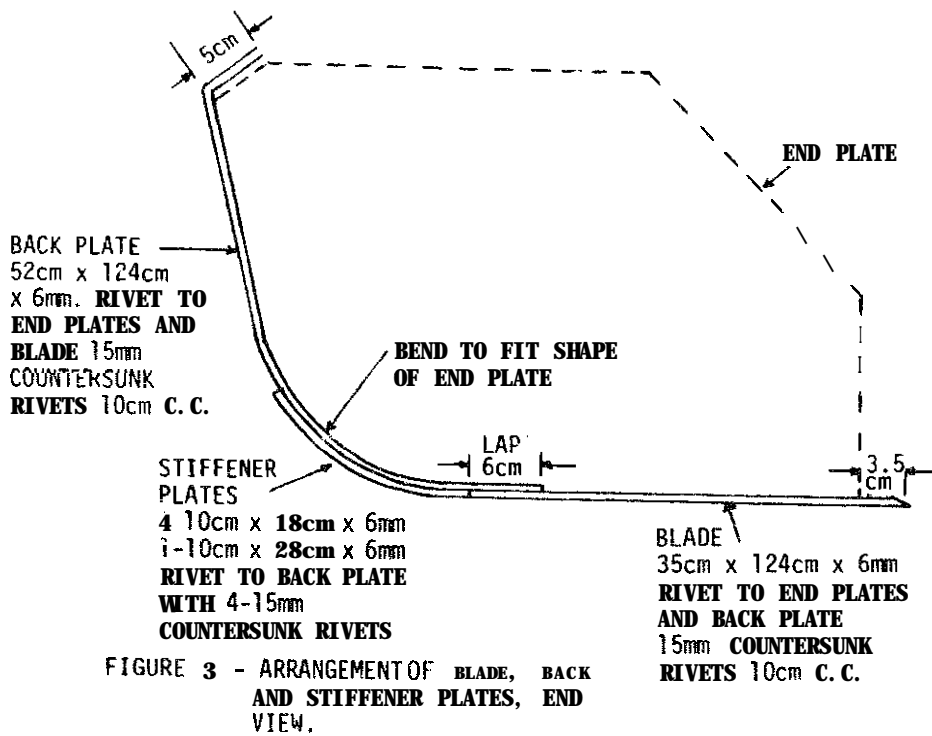 5cm
END PLATE
BACK PLATE
52cm x 124cm
x 6mm. RIVET TO
END PLATES AND
BLADE 15mm
COUNTERSUNK
RIVETS 10cm C.C.
BEND TO FIT SHAPE
OF END PLATE
LAP
6cm
3.5
cm
STIFFENER
PLATES
4 10cm x 18cm x 6mm
1-10cm x 28cm x 6mm
RIVET TO BACK PLATE
WITH 4-15mm
COUNTERSUNK RIVETS
BLADE
35cm x 124cm x 6mm
RIVET TO END PLATES
AND BACK PLATE
15mm COUNTERSUNK
RIVETS 10cm C.C.
FIGURE 3 - ARRANGEMENT OF BLADE, BACK
AND STIFFENER PLATES, END
VIEW.